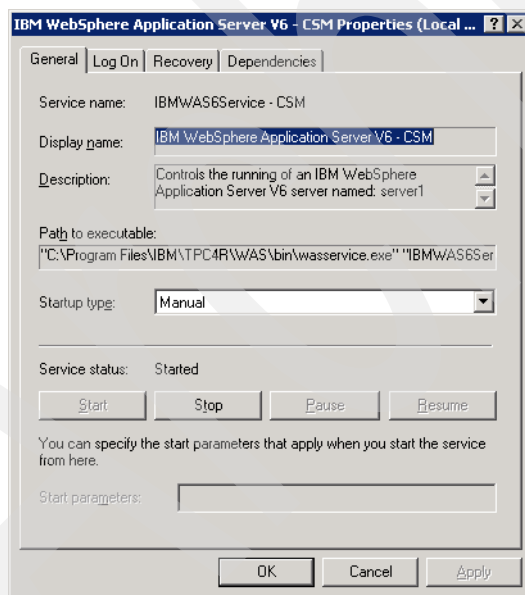 IBM WebSphere Application Server V6 - CSM Properties (Local ...
General Log On Recovery Dependencies
Service name: IBMWAS6Service - CSM
Display name: IBM WebSphere Application Server V6 - CSM
Description: Controls the running of an IBM WebSphere
Application Server V6 server named: server1
Path to executable:
"C:\Program Files\IBM\TPC4R\WAS\bin\wasservice.exe" "IBMWAS6Ser
Startup type: Manual
Service status: Started
Start Stop Pause Resume
You can specify the start parameters that apply when you start the service
from here.
Start parameters:
OK Cancel Apply